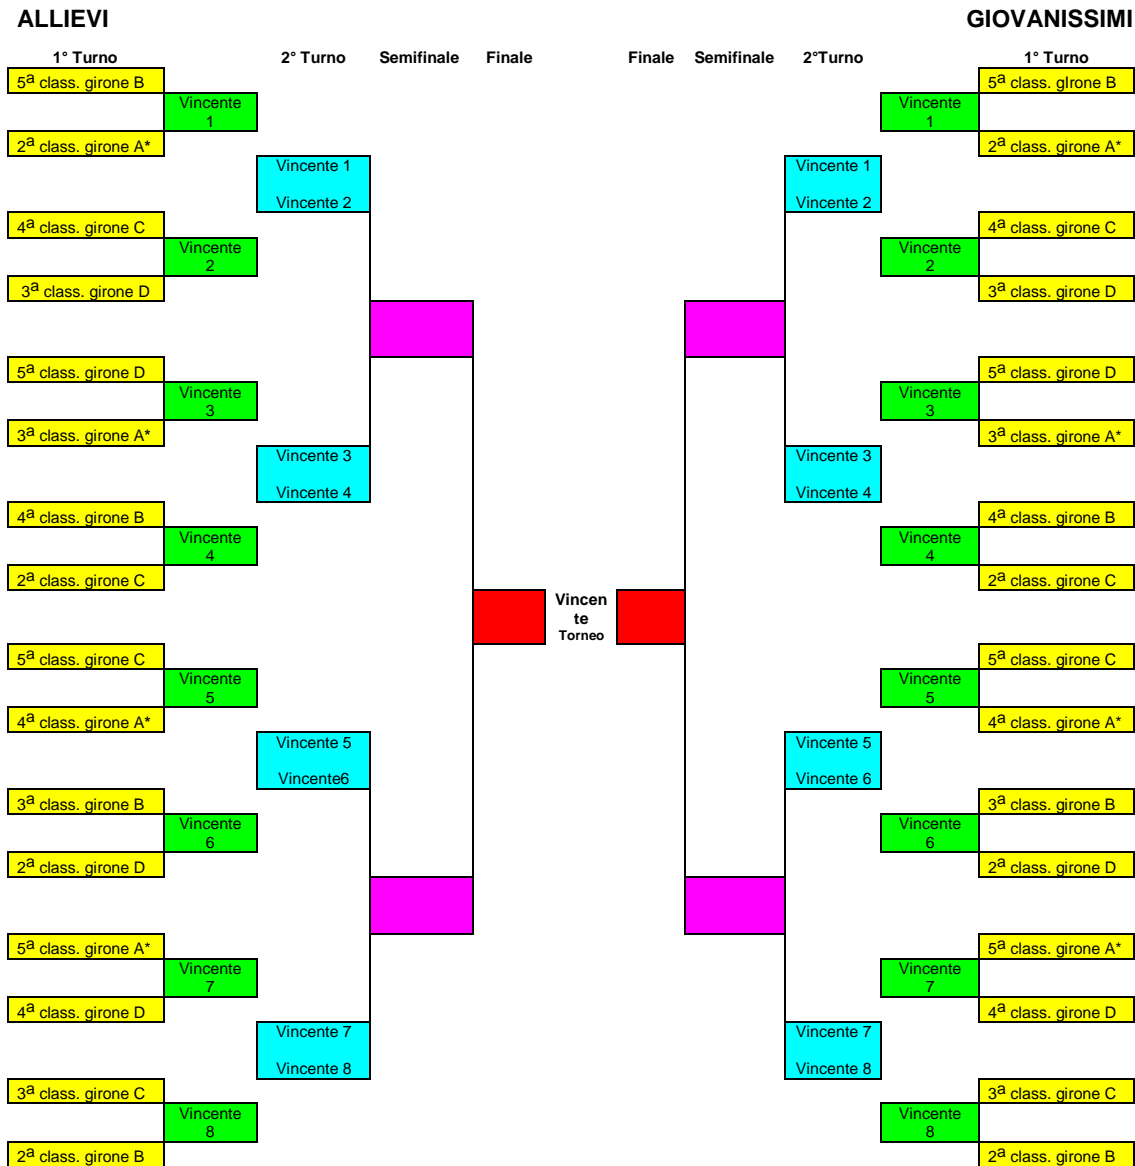 ALLIEVI GIOVANISSIMI
1° Turno 2° Turno Semifinale Finale Finale Semifinale 2°Turno 1° Turno
5ª class. girone B 5ª class. gIrone B
Vincente 1 Vincente 1
2ª class. girone A* 2ª class. girone A*
Vincente 1 Vincente 1
Vincente 2 Vincente 2
4ª class. girone C 4ª class. girone C
Vincente 2 Vincente 2
3ª class. girone D 3ª class. girone D
5ª class. girone D 5ª class. girone D
Vincente 3 Vincente 3
3ª class. girone A* 3ª class. girone A*
Vincente 3 Vincente 3
Vincente 4 Vincente 4
4ª class. girone B 4ª class. girone B
Vincente 4 Vincente 4
2ª class. girone C 2ª class. girone C
Vincen
te
Torneo
5ª class. girone C 5ª class. girone C
Vincente 5 Vincente 5
4ª class. girone A* 4ª class. girone A*
Vincente 5 Vincente 5
Vincente6 Vincente 6
3ª class. girone B 3ª class. girone B
Vincente 6 Vincente 6
2ª class. girone D 2ª class. girone D
5ª class. girone A* 5ª class. girone A*
Vincente 7 Vincente 7
4ª class. girone D 4ª class. girone D
Vincente 7 Vincente 7
Vincente 8 Vincente 8
3ª class. girone C 3ª class. girone C
Vincente 8 Vincente 8
2ª class. girone B 2ª class. girone B